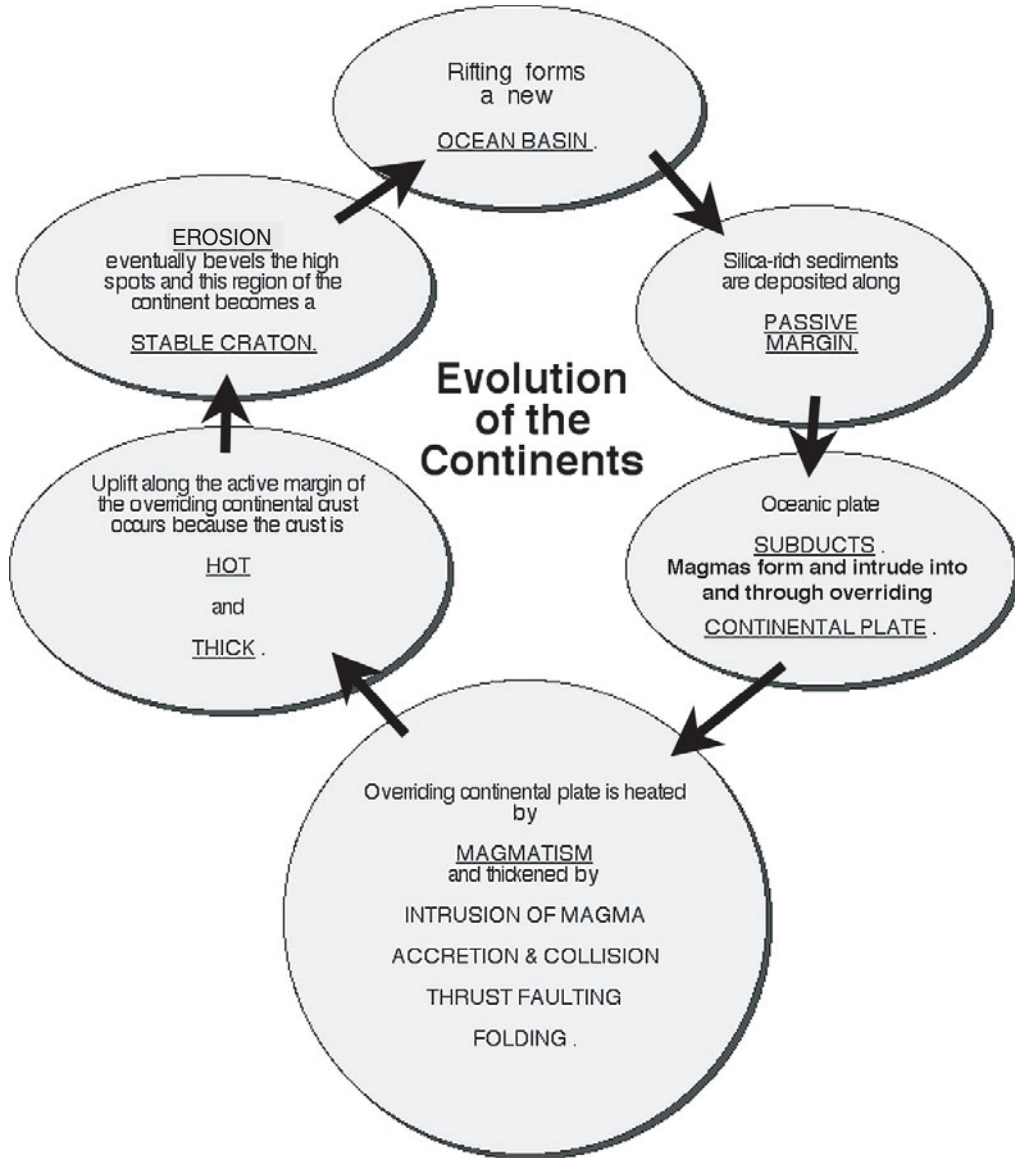 Rifting forms
a new
OCEAN BASIN .
Silica-rich sediments
are deposited along
PASSIVE
MARGIN.
Oceanic plate
SUBDUCTS .
Magmas form and intrude into
and through overriding
CONTINENTAL PLATE .
Overriding continental plate is heated
by
MAGMATISM
and thickened by
INTRUSION OF MAGMA
ACCRETION & COLLISION
THRUST FAULTING
FOLDING .
Uplift along the active margin of
the overriding continental crust
occurs because the crust is
HOT
and
THICK .
EROSION
eventually bevels the high
spots and this region of the
continent becomes a
STABLE CRATON.
Evolution
of the
Continents